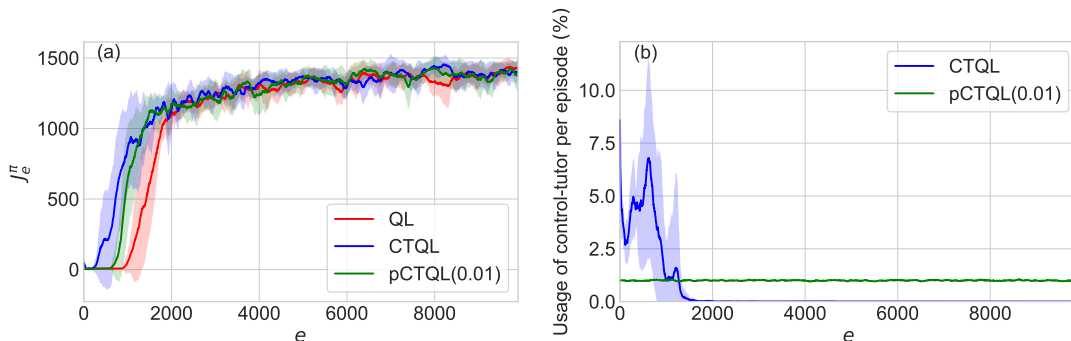 (a)
1500
1000
500
0
J_e^π
0 2000 4000 6000 8000
e
QL
CTQL
pCTQL(0.01)
(b)
Usage of control-tutor per episode (%)
10.0
7.5
5.0
2.5
0.0
0 2000 4000 6000 8000
e
CTQL
pCTQL(0.01)